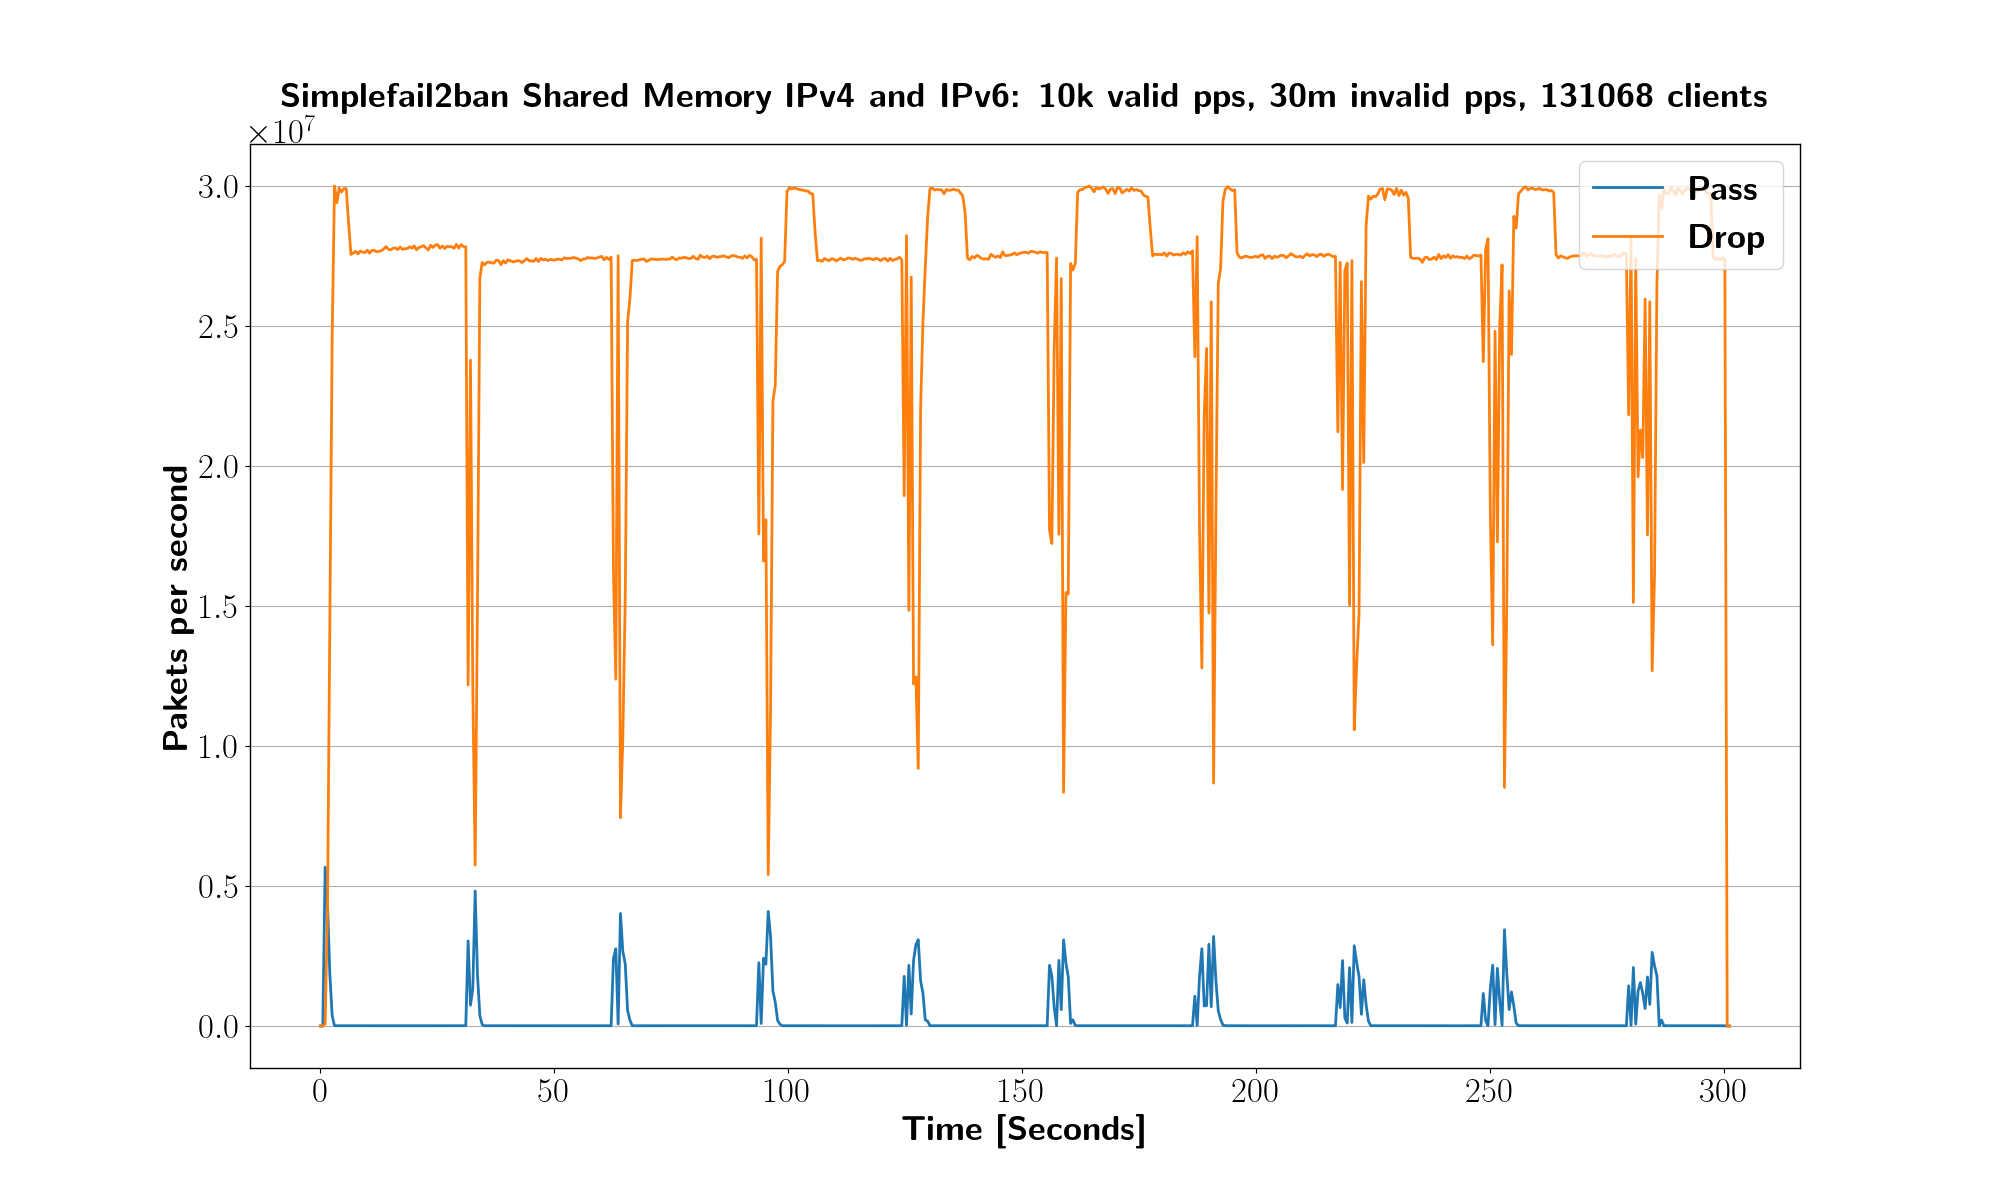 Simplefail2ban Shared Memory IPv4 and IPv6: 10k valid pps, 30m invalid pps, 131068 clients
×10⁷
3.0
2.5
2.0
1.5
1.0
0.5
0.0
Pakets per second
Pass
Drop
0 50 100 150 200 250 300
Time [Seconds]